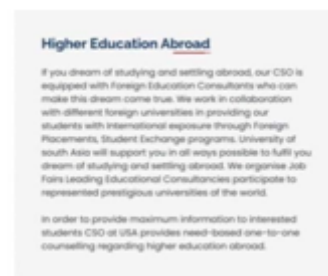 Higher Education Abroad
If you dream of studying and settling abroad, our CSO is
equipped with Foreign Education Consultants who can
make this dream come true. We work in collaboration
with different foreign universities in providing our
students with international exposure through Foreign
Placements, Student Exchange programs. University of
south Asia will support you in all ways possible to fulfil you
dream of studying and settling abroad. We organise Job
Fairs Leading Educational Consultancies participate to
represented prestigious universities of the world.
In order to provide maximum information to interested
students CSO at USA provides need-based one-to-one
counselling regarding higher education abroad.